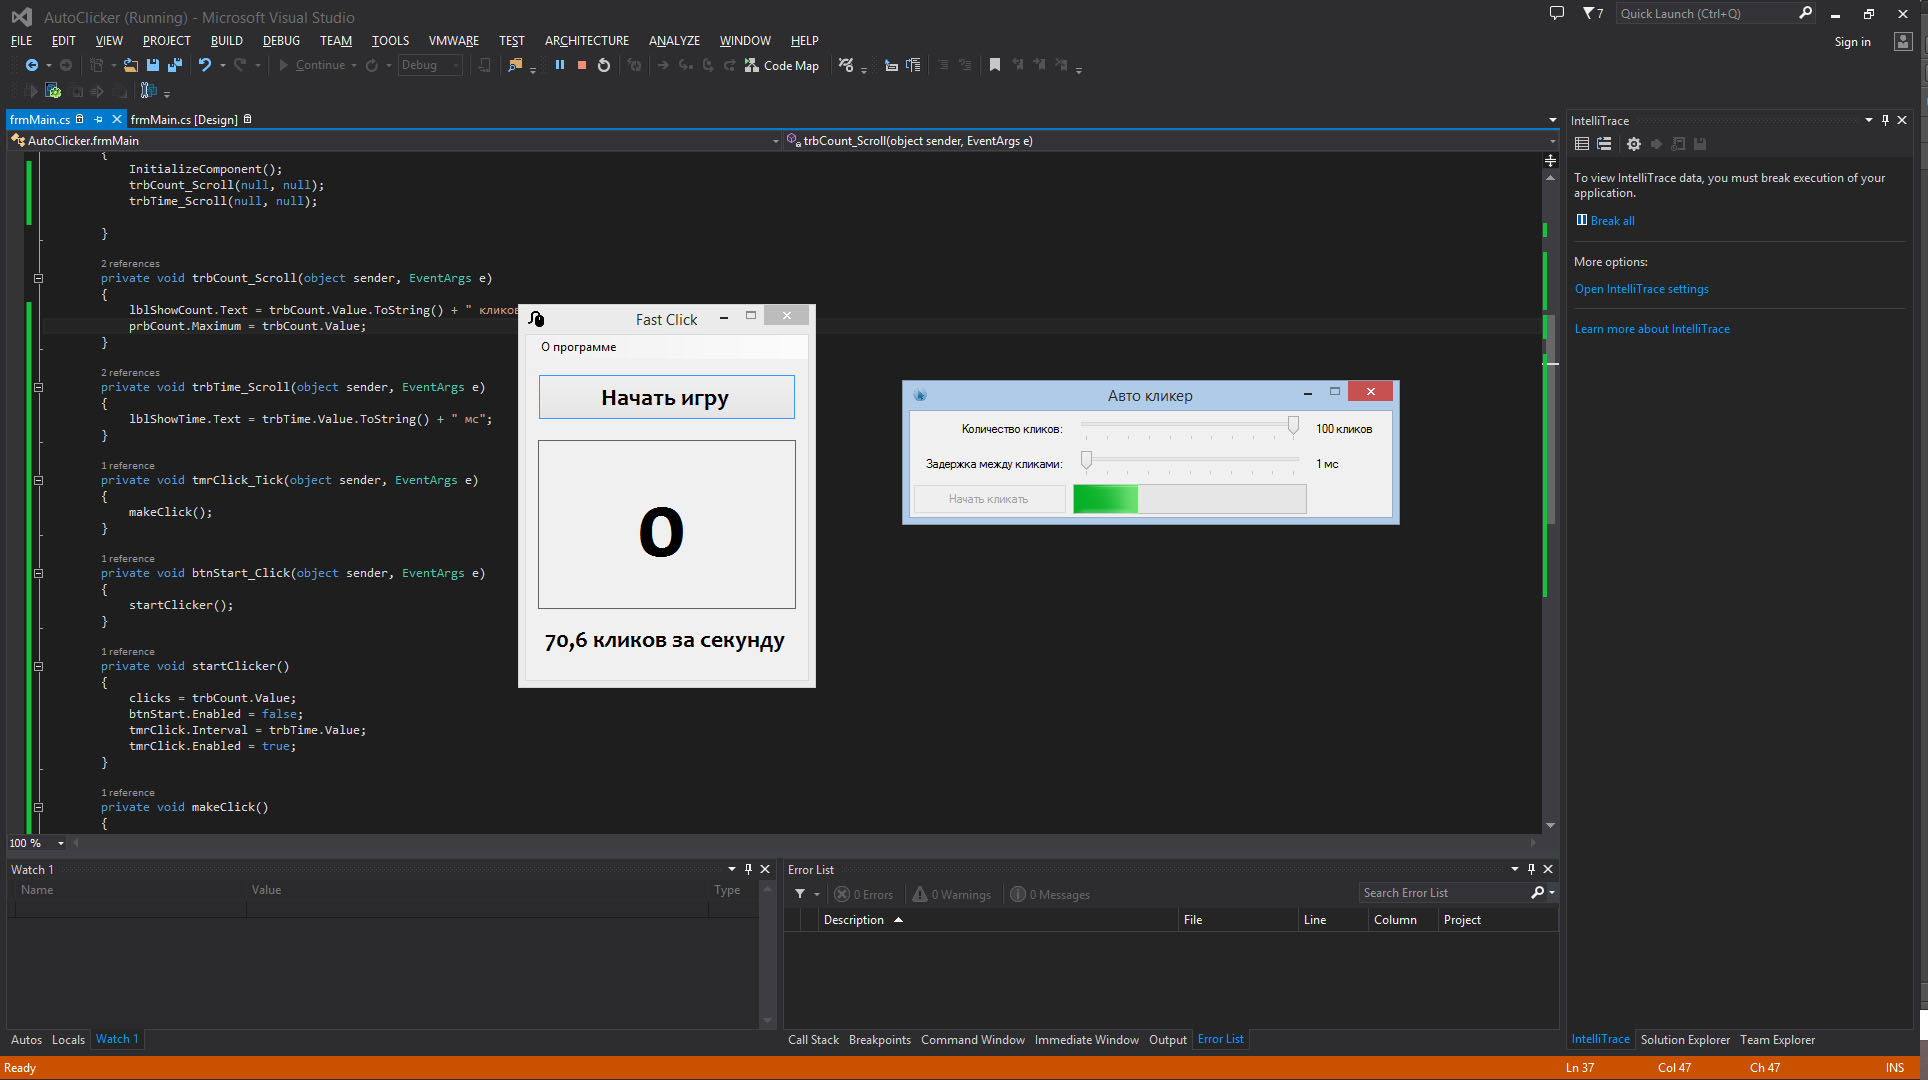 AutoClicker (Running) - Microsoft Visual Studio
7
Quick Launch (Ctrl+Q)
FILE EDIT VIEW PROJECT BUILD DEBUG TEAM TOOLS VMWARE TEST ARCHITECTURE ANALYZE WINDOW HELP
Sign in
Continue Debug Code Map
frmMain.cs frmMain.cs [Design]
AutoClicker.frmMain
trbCount_Scroll(object sender, EventArgs e)
{
InitializeComponent();
trbCount_Scroll(null, null);
trbTime_Scroll(null, null);
}
2 references
private void trbCount_Scroll(object sender, EventArgs e)
{
lblShowCount.Text = trbCount.Value.ToString() + " кликов
prbCount.Maximum = trbCount.Value;
}
2 references
private void trbTime_Scroll(object sender, EventArgs e)
{
lblShowTime.Text = trbTime.Value.ToString() + " мс";
}
1 reference
private void tmrClick_Tick(object sender, EventArgs e)
{
makeClick();
}
1 reference
private void btnStart_Click(object sender, EventArgs e)
{
startClicker();
}
1 reference
private void startClicker()
{
clicks = trbCount.Value;
btnStart.Enabled = false;
tmrClick.Interval = trbTime.Value;
tmrClick.Enabled = true;
}
1 reference
private void makeClick()
{
100 %
Fast Click
О программе
Начать игру
0
70,6 кликов за секунду
Авто кликер
Количество кликов: 100 кликов
Задержка между кликами: 1 мс
Начать кликать
IntelliTrace
To view IntelliTrace data, you must break execution of your
application.
Break all
More options:
Open IntelliTrace settings
Learn more about IntelliTrace
Watch 1
Name Value Type
Autos Locals Watch 1
Error List
0 Errors 0 Warnings 0 Messages
Search Error List
Description File Line Column Project
Call Stack Breakpoints Command Window Immediate Window Output Error List
IntelliTrace Solution Explorer Team Explorer
Ready
Ln 37 Col 47 Ch 47 INS